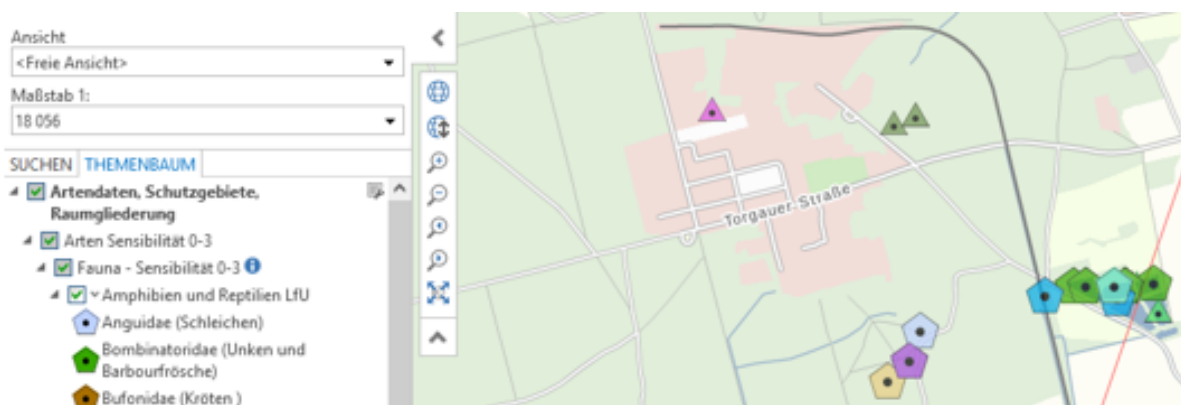 Ansicht
<Freie Ansicht>
Maßstab 1:
18 056
SUCHEN THEMENBAUM
Artendaten, Schutzgebiete,
Raumgliederung
Arten Sensibilität 0-3
Fauna - Sensibilität 0-3
Amphibien und Reptilien LfU
Anguidae (Schleichen)
Bombinatoridae (Unken und
Barbourfrösche)
Bufonidae (Kröten )
Torgauer Straße